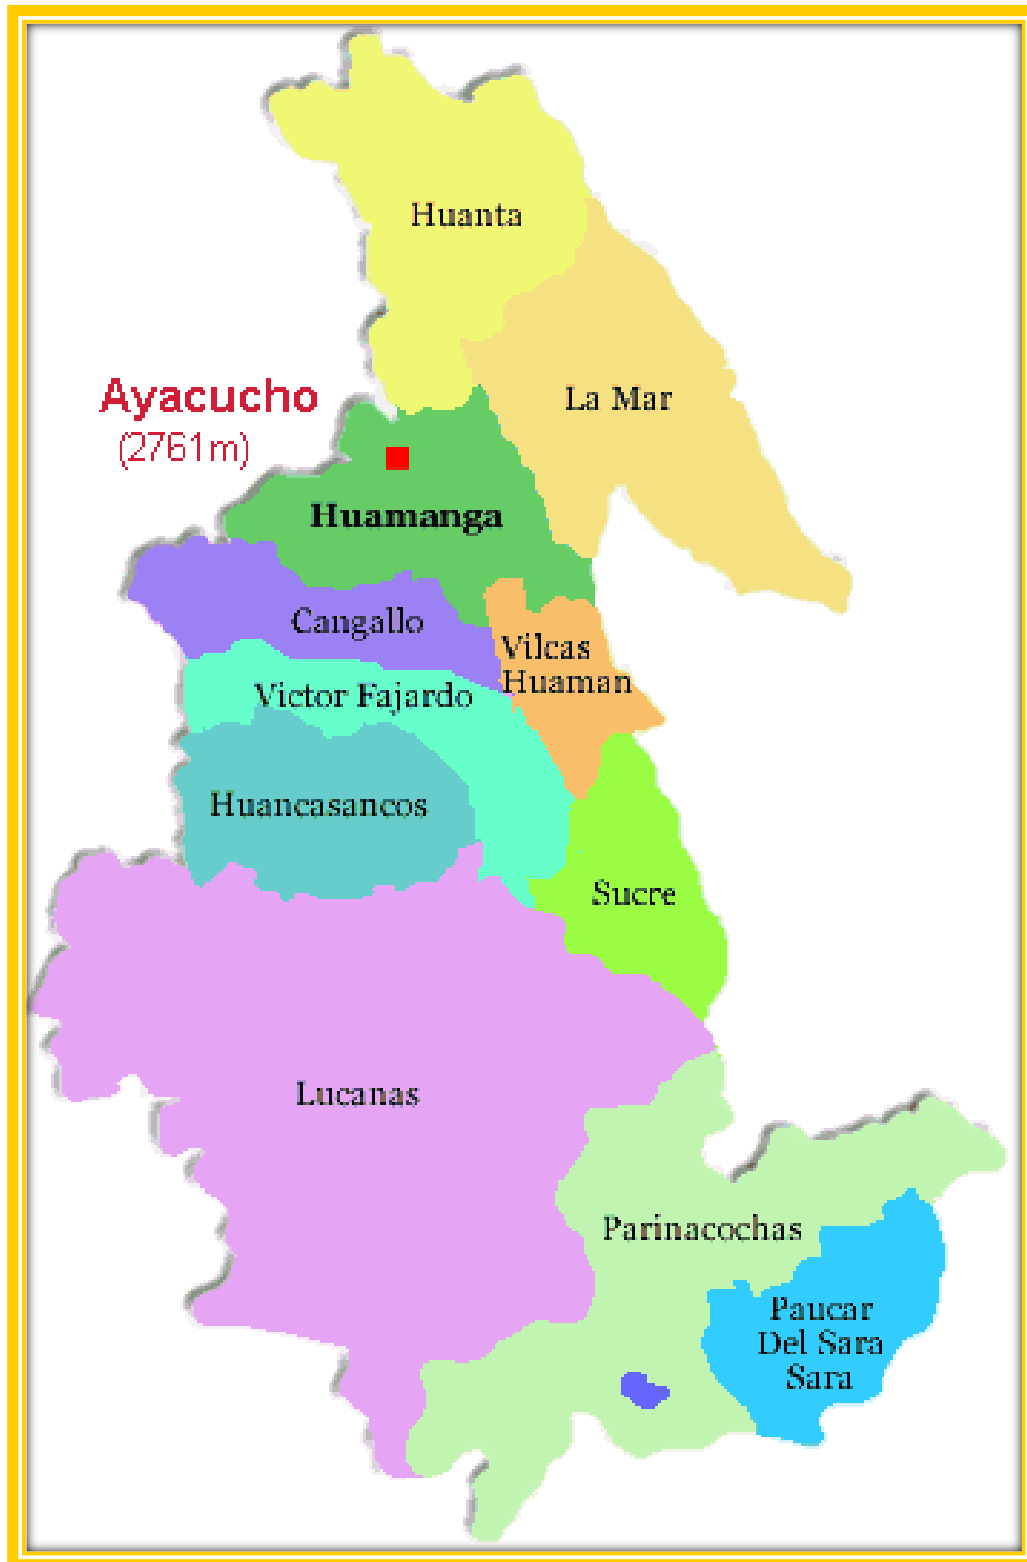 Huanta
La Mar
Ayacucho
(2761m)
Huamanga
Cangallo
Vilcas
Huaman
Victor Fajardo
Huancasancos
Sucre
Lucanas
Parinacochas
Paucar
Del Sara
Sara